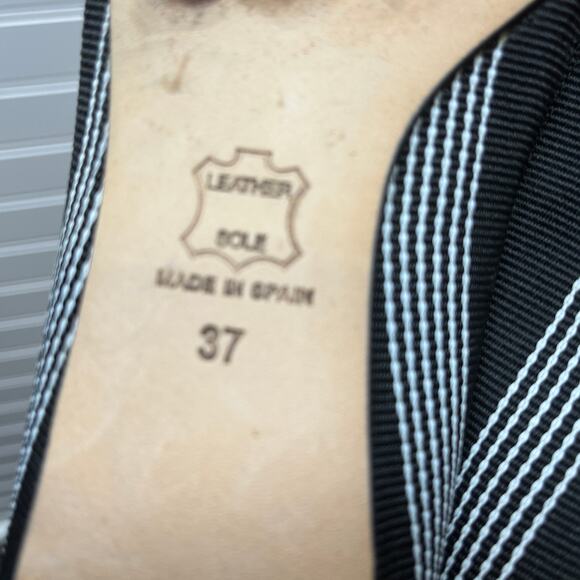 LEATHER
SOLE
MADE IN SPAIN
37